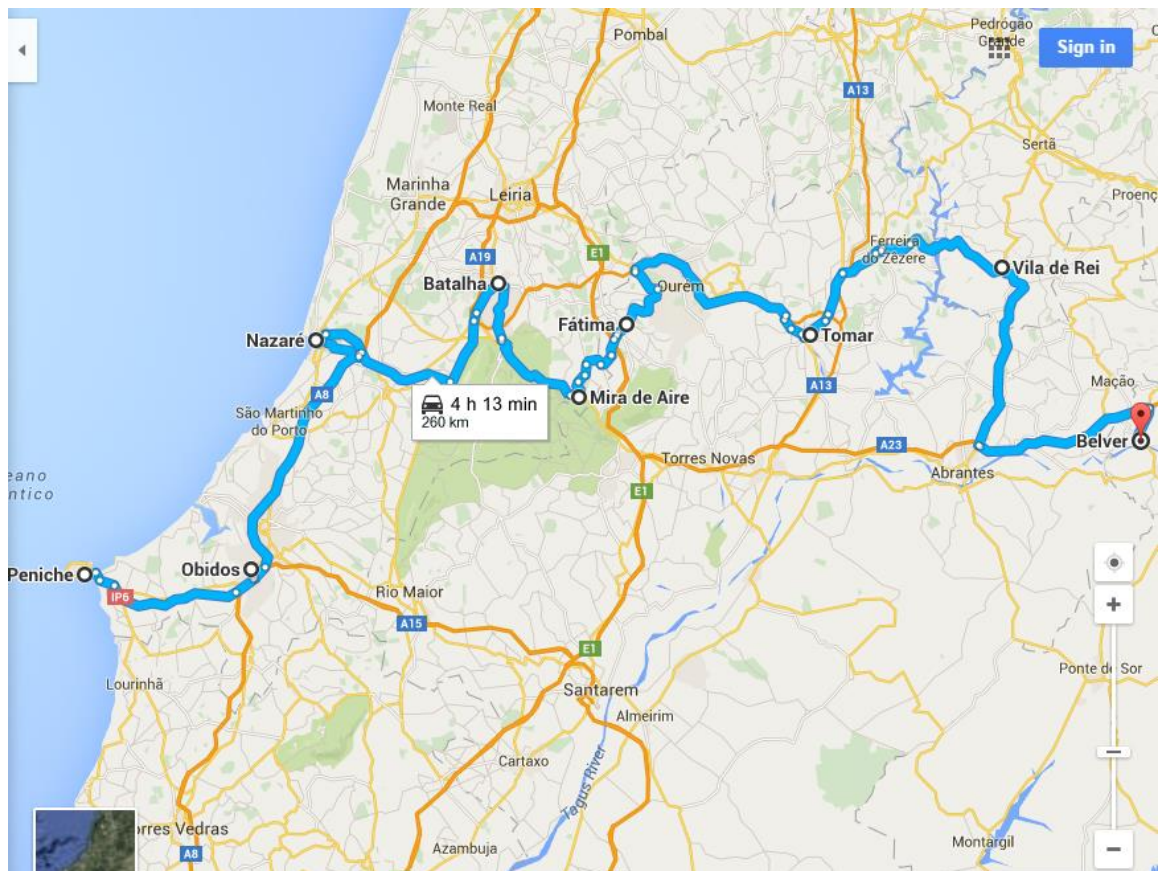 Pedrógão
Grande
Sign in
Pombal
A13
Monte Real
Sertã
Marinha
Grande
Leiria
Proenç
E1
A19
Ferreira
do Zêzere
Batalha
Ourém
Vila de Rei
Fátima
Nazaré
Tomar
A8
A13
Mação
4 h 13 min
260 km
Mira de Aire
São Martinho
do Porto
Belver
A23
Torres Novas
Abrantes
eano
ntico
E1
Peniche
Obidos
IP6
Rio Maior
A15
E1
Ponte de Sor
Lourinhã
Santarem
Almeirim
Cartaxo
Tagus River
orres Vedras
A8
Azambuja
Montargil